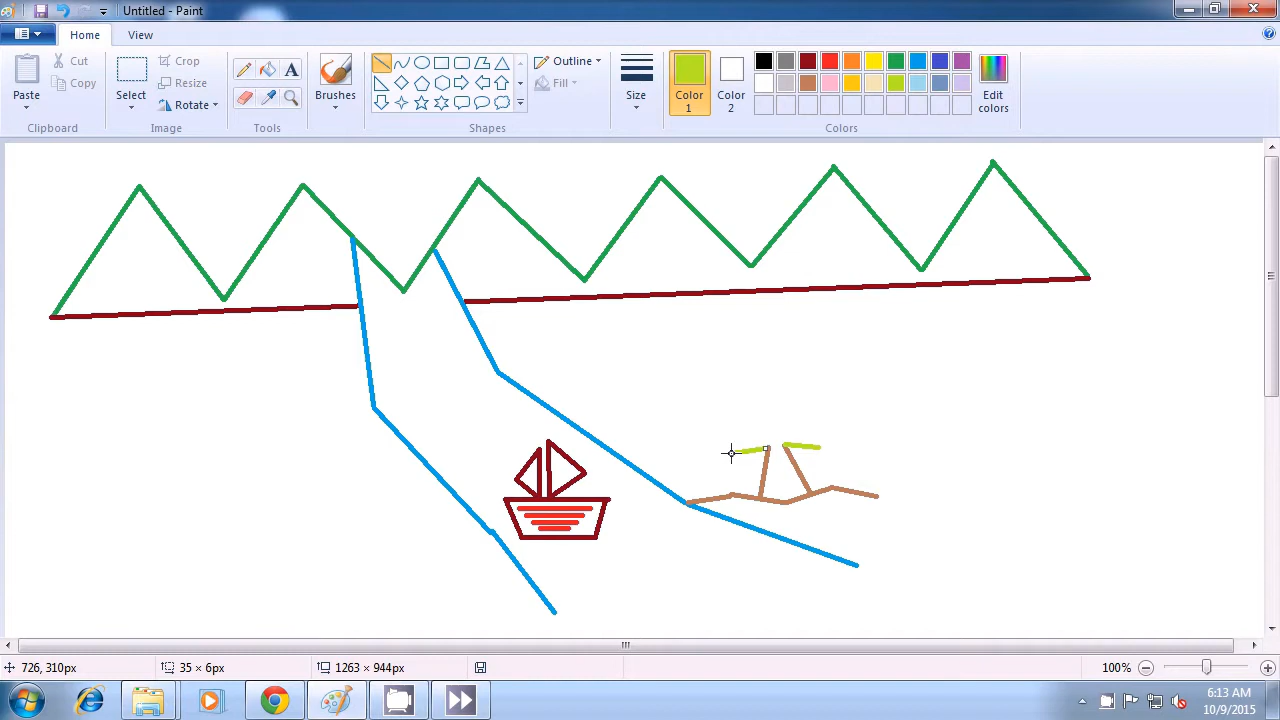 Untitled - Paint
Home View
Paste Cut Copy
Select Crop Resize Rotate
A
Brushes
Outline Fill
Size
Color 1
Color 2
Edit colors
Clipboard Image Tools Shapes Colors
726, 310px 35 × 6px 1263 × 944px 100%
6:13 AM
10/9/2015